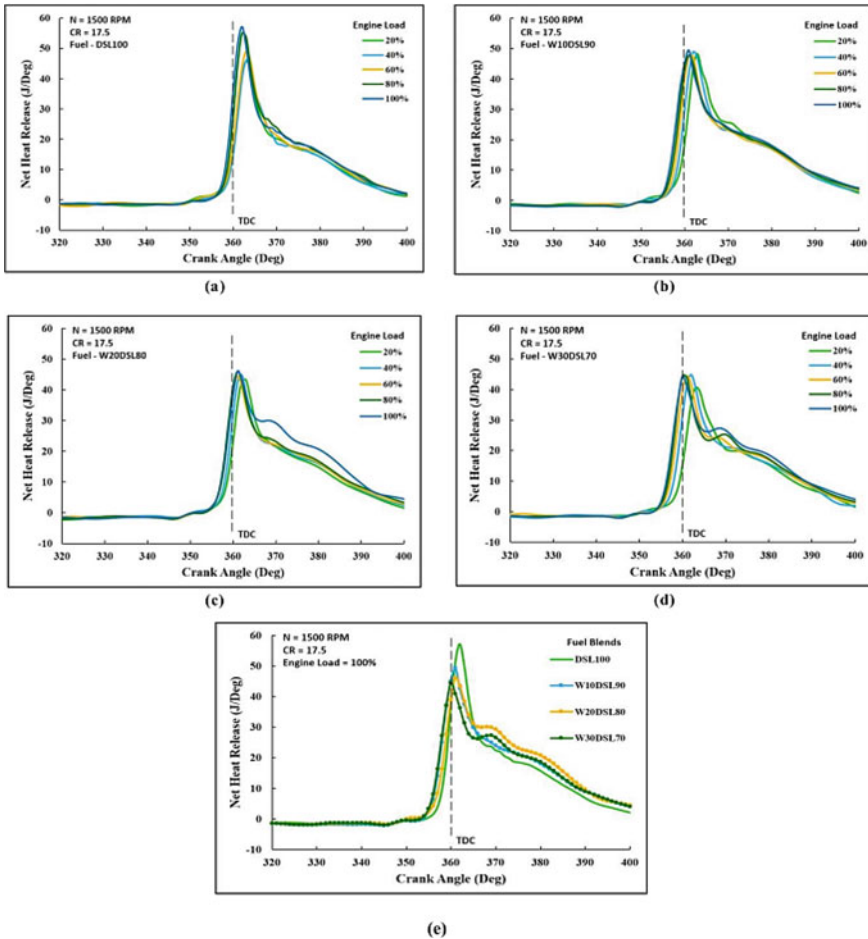 N = 1500 RPM
CR = 17.5
Fuel - DSL100
Engine Load
20%
40%
60%
80%
100%
Net Heat Release (J/Deg)
60
50
40
30
20
10
0
-10
TDC
320 330 340 350 360 370 380 390 400
Crank Angle (Deg)
(a)
N = 1500 RPM
CR = 17.5
Fuel - W10DSL90
Engine Load
20%
40%
60%
80%
100%
Net Heat Release (J/Deg)
60
50
40
30
20
10
0
-10
TDC
320 330 340 350 360 370 380 390 400
Crank Angle (Deg)
(b)
N = 1500 RPM
CR = 17.5
Fuel - W20DSL80
Engine Load
20%
40%
60%
80%
100%
Net Heat Release (J/Deg)
60
50
40
30
20
10
0
-10
TDC
320 330 340 350 360 370 380 390 400
Crank Angle (Deg)
(c)
N = 1500 RPM
CR = 17.5
Fuel - W30DSL70
Engine Load
20%
40%
60%
80%
100%
Net Heat Release (J/Deg)
60
50
40
30
20
10
0
-10
TDC
320 330 340 350 360 370 380 390 400
Crank Angle (Deg)
(d)
N = 1500 RPM
CR = 17.5
Engine Load = 100%
Fuel Blends
DSL100
W10DSL90
W20DSL80
W30DSL70
Net Heat Release (J/Deg)
60
50
40
30
20
10
0
-10
TDC
320 330 340 350 360 370 380 390 400
Crank Angle (Deg)
(e)